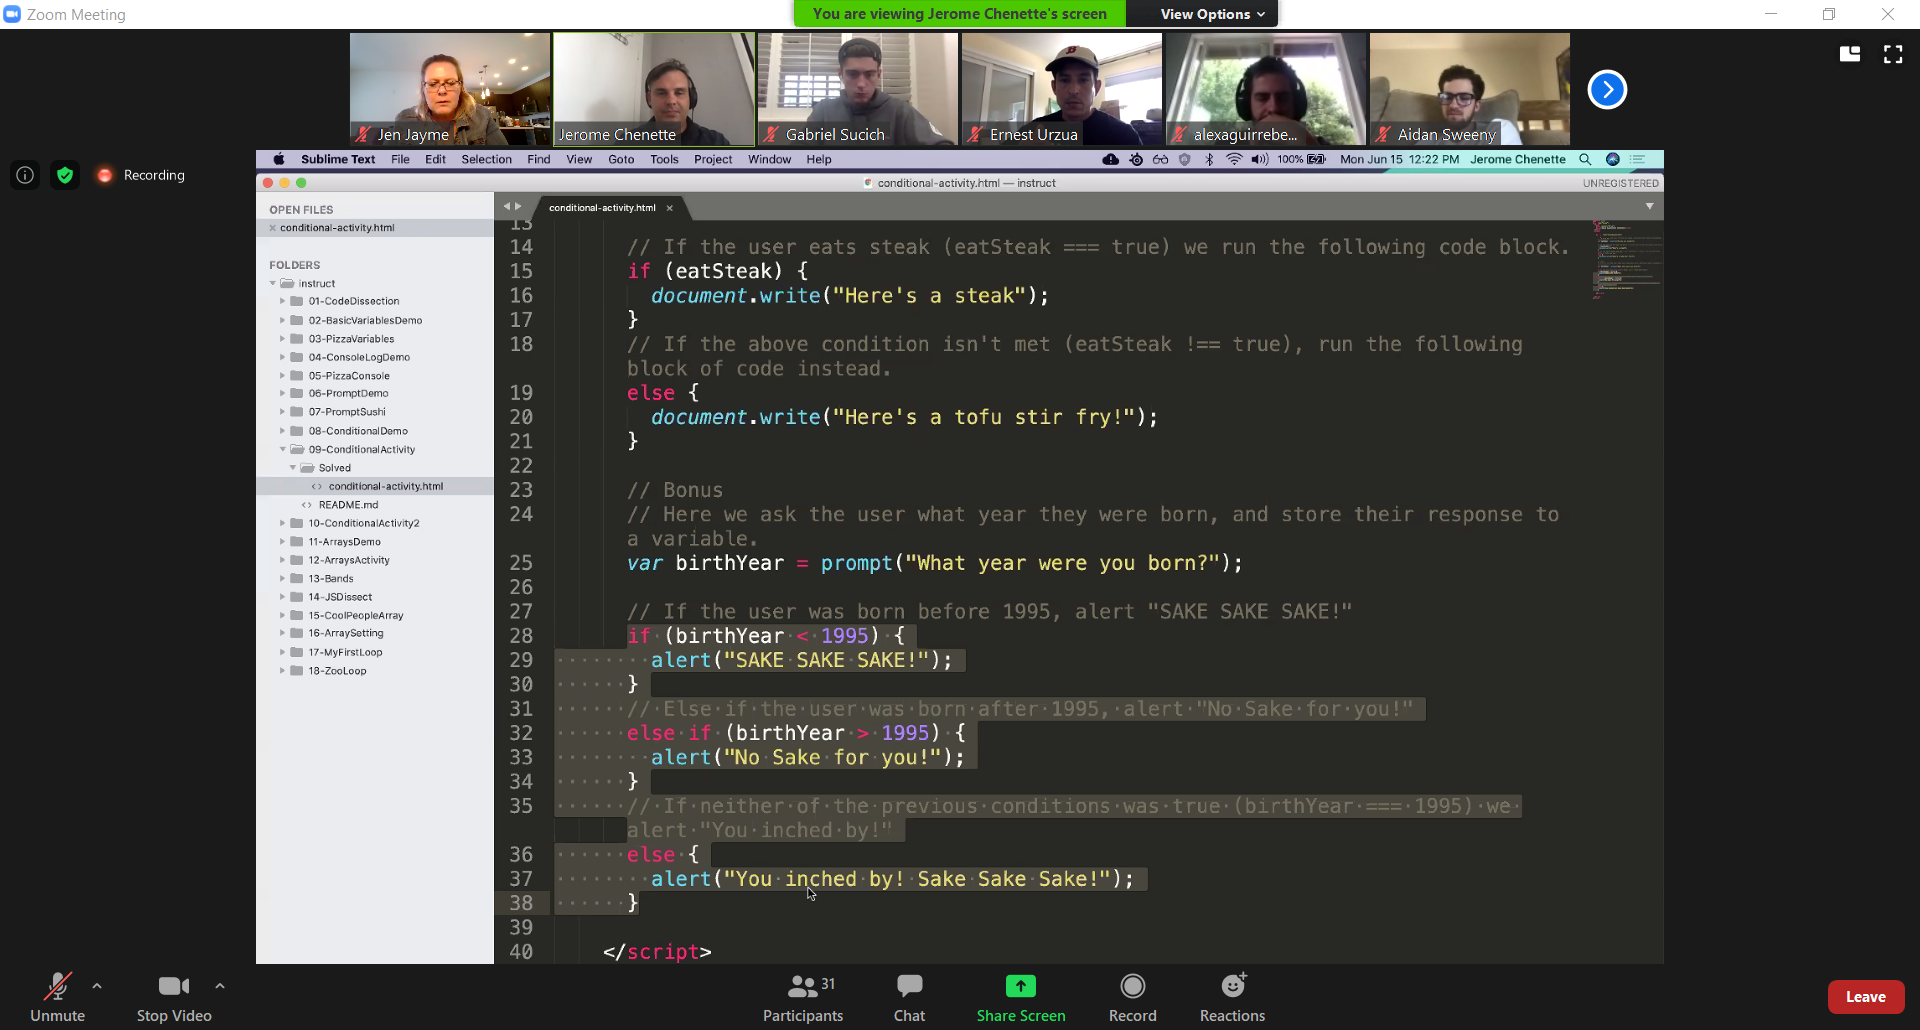 Zoom Meeting
You are viewing Jerome Chenette's screen
View Options
Jen Jayme
Jerome Chenette
Gabriel Sucich
Ernest Urzua
alexaguirrebe...
Aidan Sweeny
Recording
Sublime Text File Edit Selection Find View Goto Tools Project Window Help
100% Mon Jun 15 12:22 PM Jerome Chenette
conditional-activity.html — instruct
UNREGISTERED
OPEN FILES
conditional-activity.html
FOLDERS
instruct
01-CodeDissection
02-BasicVariablesDemo
03-PizzaVariables
04-ConsoleLogDemo
05-PizzaConsole
06-PromptDemo
07-PromptSushi
08-ConditionalDemo
09-ConditionalActivity
Solved
<> conditional-activity.html
<> README.md
10-ConditionalActivity2
11-ArraysDemo
12-ArraysActivity
13-Bands
14-JSDissect
15-CoolPeopleArray
16-ArraySetting
17-MyFirstLoop
18-ZooLoop
conditional-activity.html
13
14 // If the user eats steak (eatSteak === true) we run the following code block.
15 if (eatSteak) {
16 document.write("Here's a steak");
17 }
18 // If the above condition isn't met (eatSteak !== true), run the following
block of code instead.
19 else {
20 document.write("Here's a tofu stir fry!");
21 }
22
23 // Bonus
24 // Here we ask the user what year they were born, and store their response to
a variable.
25 var birthYear = prompt("What year were you born?");
26
27 // If the user was born before 1995, alert "SAKE SAKE SAKE!"
28 if (birthYear < 1995) {
29 alert("SAKE SAKE SAKE!");
30 }
31 // Else if the user was born after 1995, alert "No Sake for you!"
32 else if (birthYear > 1995) {
33 alert("No Sake for you!");
34 }
35 // If neither of the previous conditions was true (birthYear === 1995) we
alert "You inched by!"
36 else {
37 alert("You inched by! Sake Sake Sake!");
38 }
39
40 </script>
Unmute
Stop Video
31
Participants
Chat
Share Screen
Record
Reactions
Leave